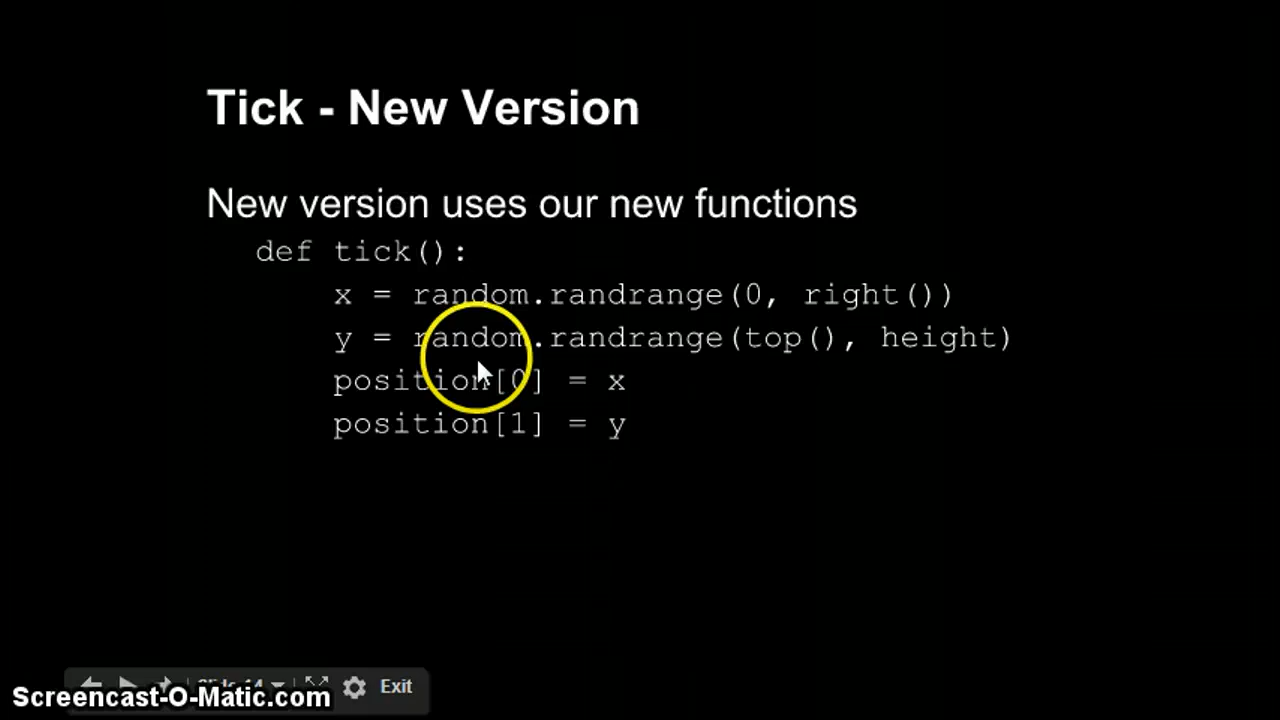 Tick - New Version
New version uses our new functions
def tick():
x = random.randrange(0, right())
y = random.randrange(top(), height)
position[0] = x
position[1] = y
Exit
Screencast-O-Matic.com